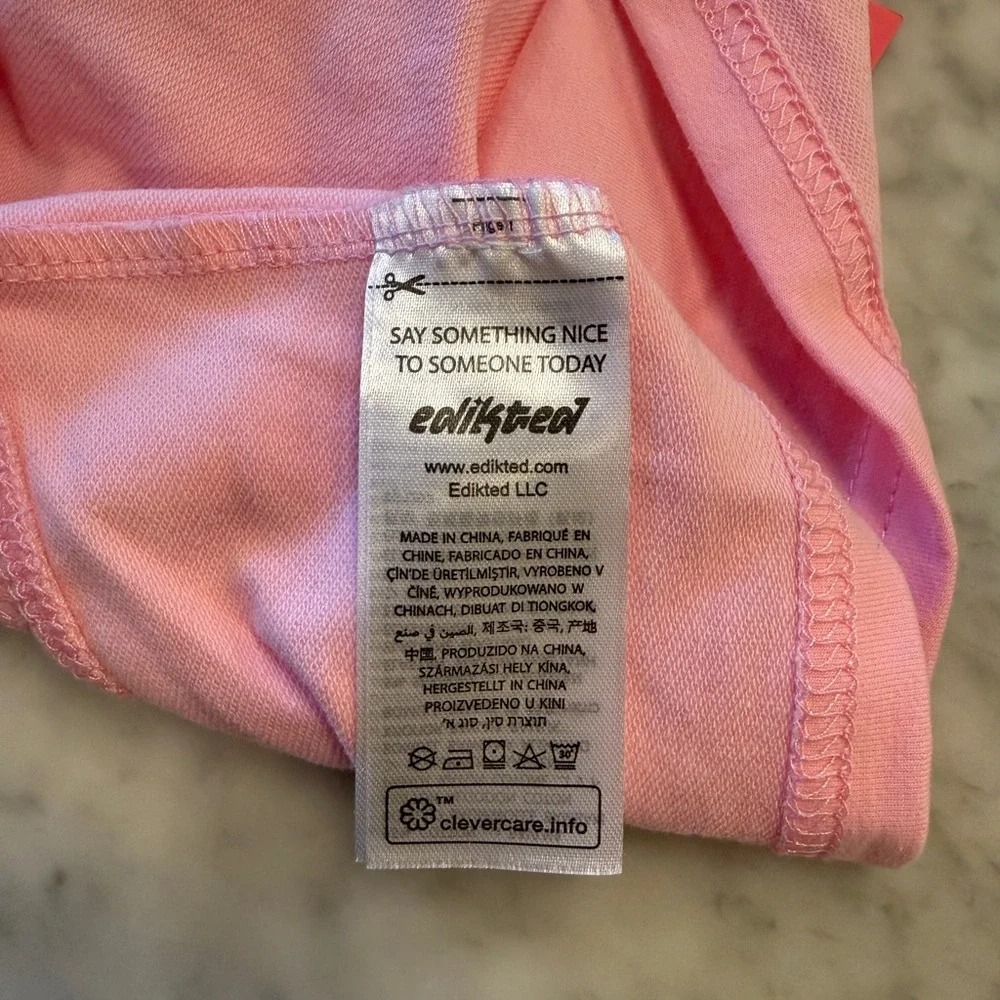 SAY SOMETHING NICE
TO SOMEONE TODAY
edikted
www.edikted.com
Edikted LLC
MADE IN CHINA, FABRIQUÉ EN
CHINE, FABRICADO EN CHINA,
ÇİN'DE ÜRETİLMİŞTİR, VYROBENO V
ČÍNĚ, WYPRODUKOWANO W
CHINACH, DIBUAT DI TIONGKOK,
الصين في صنع, 제조국: 중국, 产地
中国, PRODUZIDO NA CHINA,
SZÁRMAZÁSI HELY KÍNA,
HERGESTELLT IN CHINA
PROIZVEDENO U KINI
תוצרת סין, סוג א'
30°
™ clevercare.info